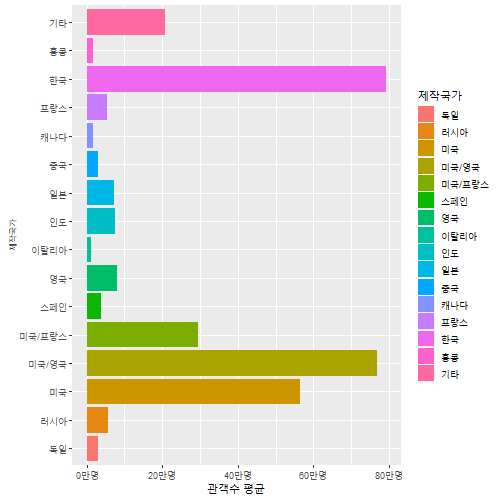 기타
홍콩
한국
프랑스
캐나다
중국
일본
인도
이탈리아
영국
스페인
미국/프랑스
미국/영국
미국
러시아
독일
제작국가
0만명 20만명 40만명 60만명 80만명
관객수 평균
제작국가
독일
러시아
미국
미국/영국
미국/프랑스
스페인
영국
이탈리아
인도
일본
중국
캐나다
프랑스
한국
홍콩
기타